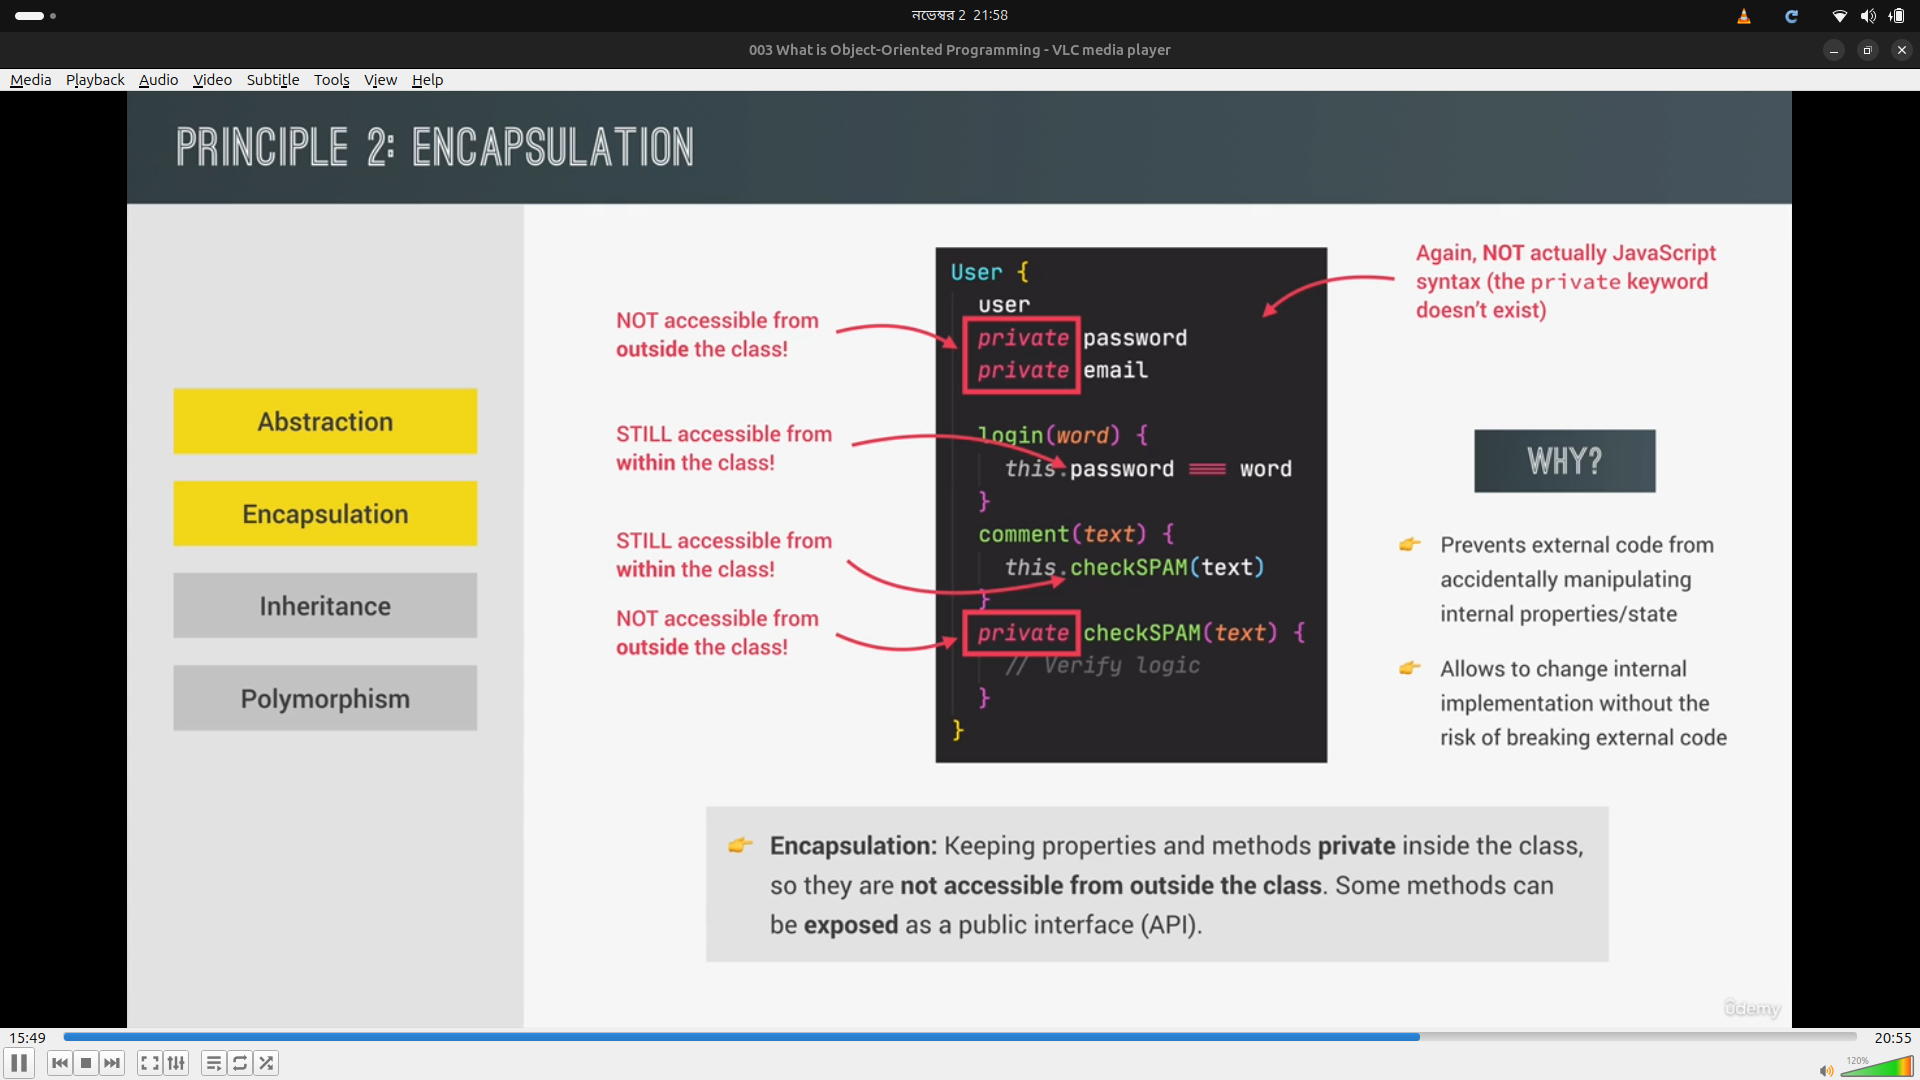 নভেম্বর 2 21:58
003 What is Object-Oriented Programming - VLC media player
Media Playback Audio Video Subtitle Tools View Help
PRINCIPLE 2: ENCAPSULATION
Abstraction
Encapsulation
Inheritance
Polymorphism
NOT accessible from
outside the class!
STILL accessible from
within the class!
STILL accessible from
within the class!
NOT accessible from
outside the class!
User {
user
private password
private email
login(word) {
this.password === word
}
comment(text) {
this.checkSPAM(text)
}
private checkSPAM(text) {
// Verify logic
}
}
Again, NOT actually JavaScript
syntax (the private keyword
doesn't exist)
WHY?
👉 Prevents external code from
accidentally manipulating
internal properties/state
👉 Allows to change internal
implementation without the
risk of breaking external code
👉 Encapsulation: Keeping properties and methods private inside the class,
so they are not accessible from outside the class. Some methods can
be exposed as a public interface (API).
ûdemy
15:49
20:55
120%